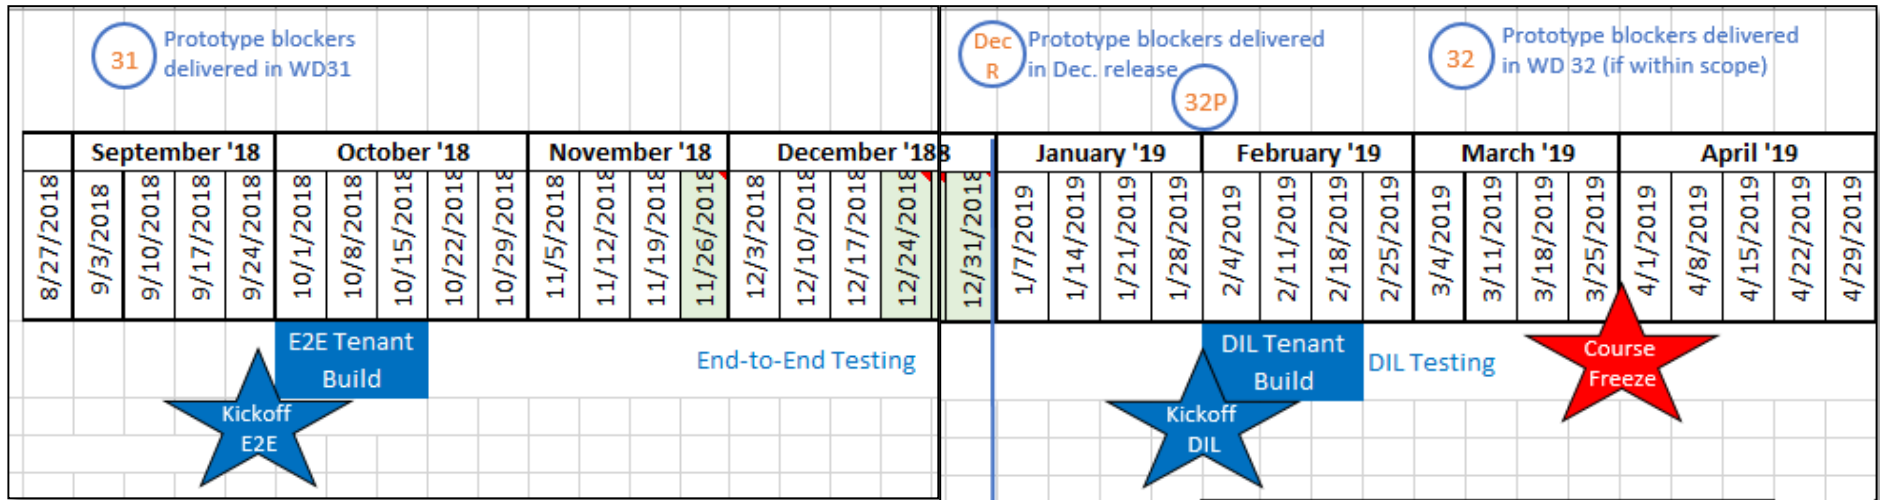 31
Prototype blockers
delivered in WD31
Dec
R
Prototype blockers delivered
in Dec. release
32P
32
Prototype blockers delivered
in WD 32 (if within scope)
September '18
October '18
November '18
December '188
January '19
February '19
March '19
April '19
8/27/2018
9/3/2018
9/10/2018
9/17/2018
9/24/2018
10/1/2018
10/8/2018
10/15/2018
10/22/2018
10/29/2018
11/5/2018
11/12/2018
11/19/2018
11/26/2018
12/3/2018
12/10/2018
12/17/2018
12/24/2018
12/31/2018
1/7/2019
1/14/2019
1/21/2019
1/28/2019
2/4/2019
2/11/2019
2/18/2019
2/25/2019
3/4/2019
3/11/2019
3/18/2019
3/25/2019
4/1/2019
4/8/2019
4/15/2019
4/22/2019
4/29/2019
E2E Tenant
Build
End-to-End Testing
Kickoff
E2E
DIL Tenant
Build
DIL Testing
Kickoff
DIL
Course
Freeze